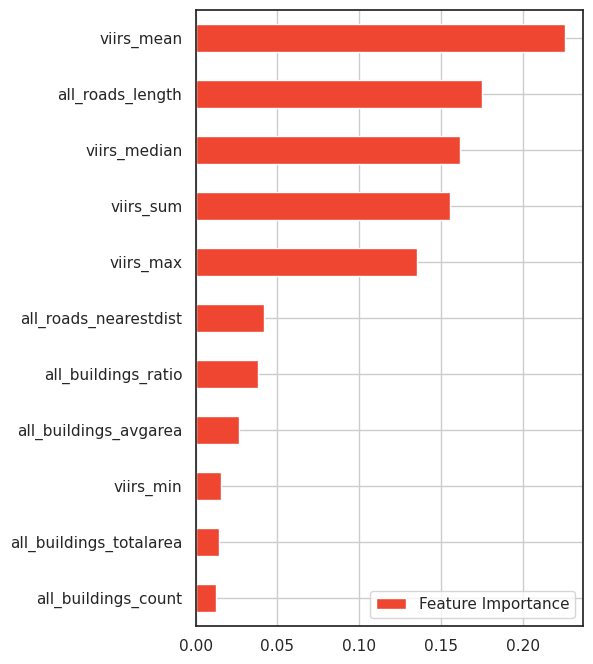 viirs_mean
all_roads_length
viirs_median
viirs_sum
viirs_max
all_roads_nearestdist
all_buildings_ratio
all_buildings_avgarea
viirs_min
all_buildings_totalarea
all_buildings_count
Feature Importance
0.00 0.05 0.10 0.15 0.20